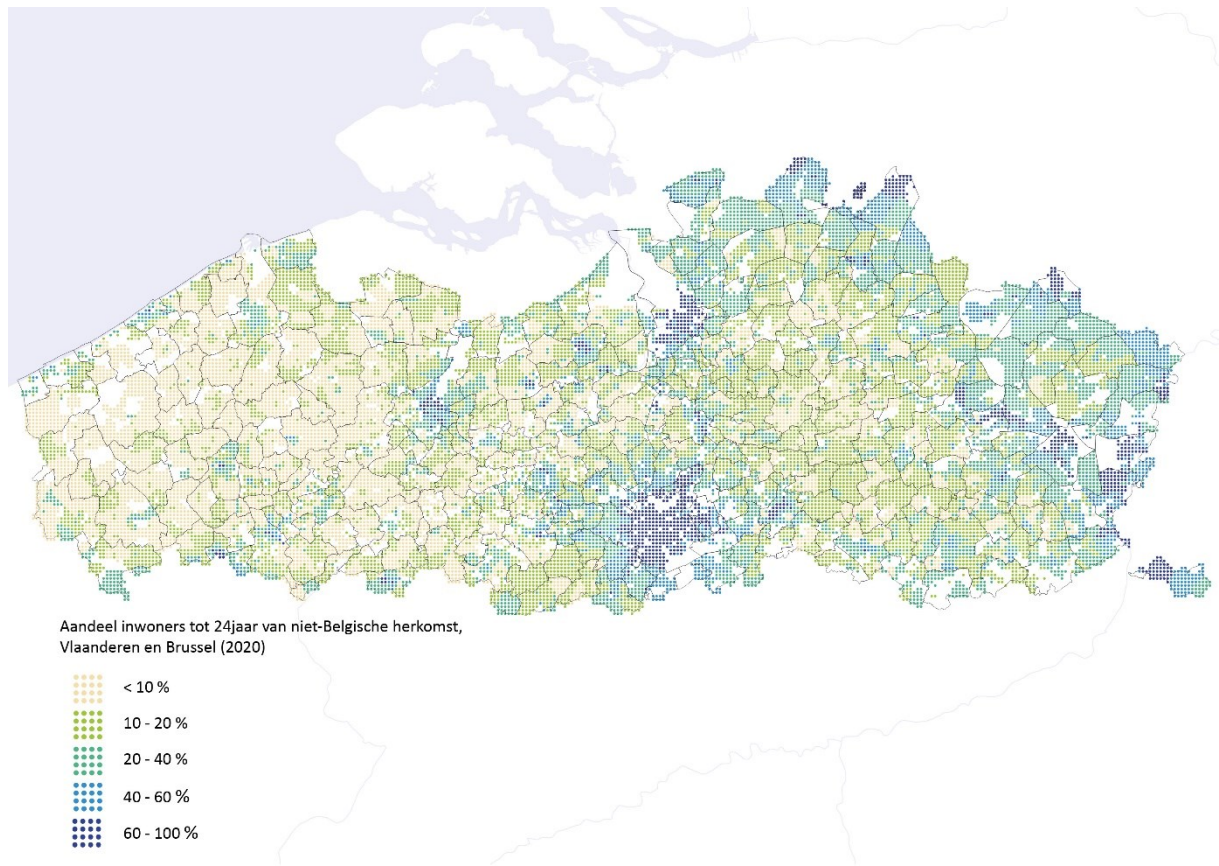 Aandeel inwoners tot 24jaar van niet-Belgische herkomst,
Vlaanderen en Brussel (2020)
< 10 %
10 - 20 %
20 - 40 %
40 - 60 %
60 - 100 %